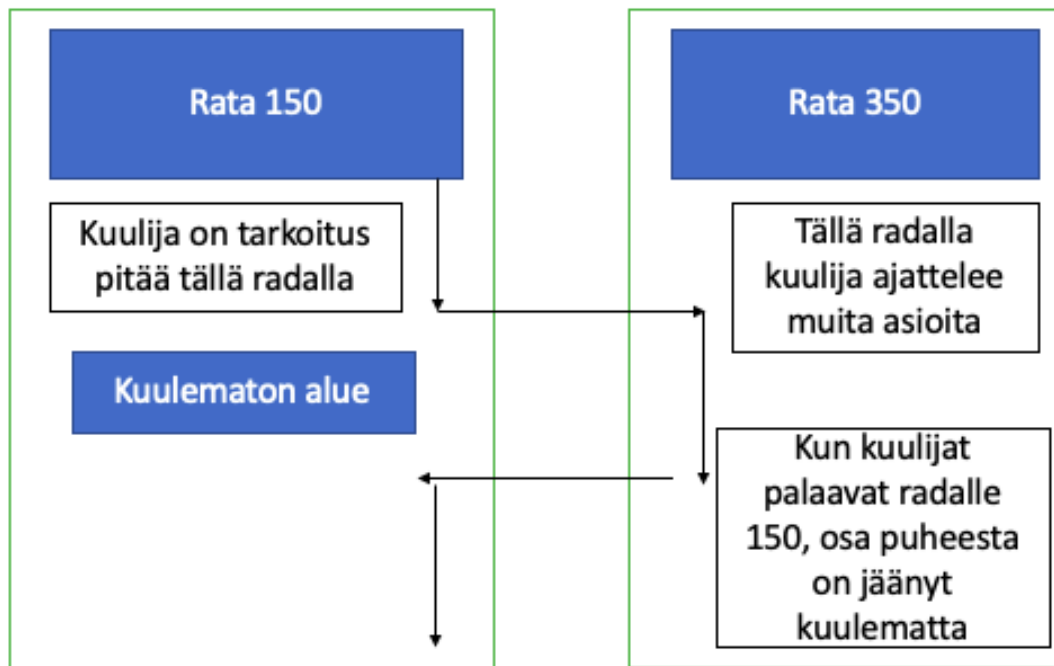 Rata 150
Kuulija on tarkoitus
pitää tällä radalla
Kuulematon alue
Rata 350
Tällä radalla
kuulija ajattelee
muita asioita
Kun kuulijat
palaavat radalle
150, osa puheesta
on jäänyt
kuulematta